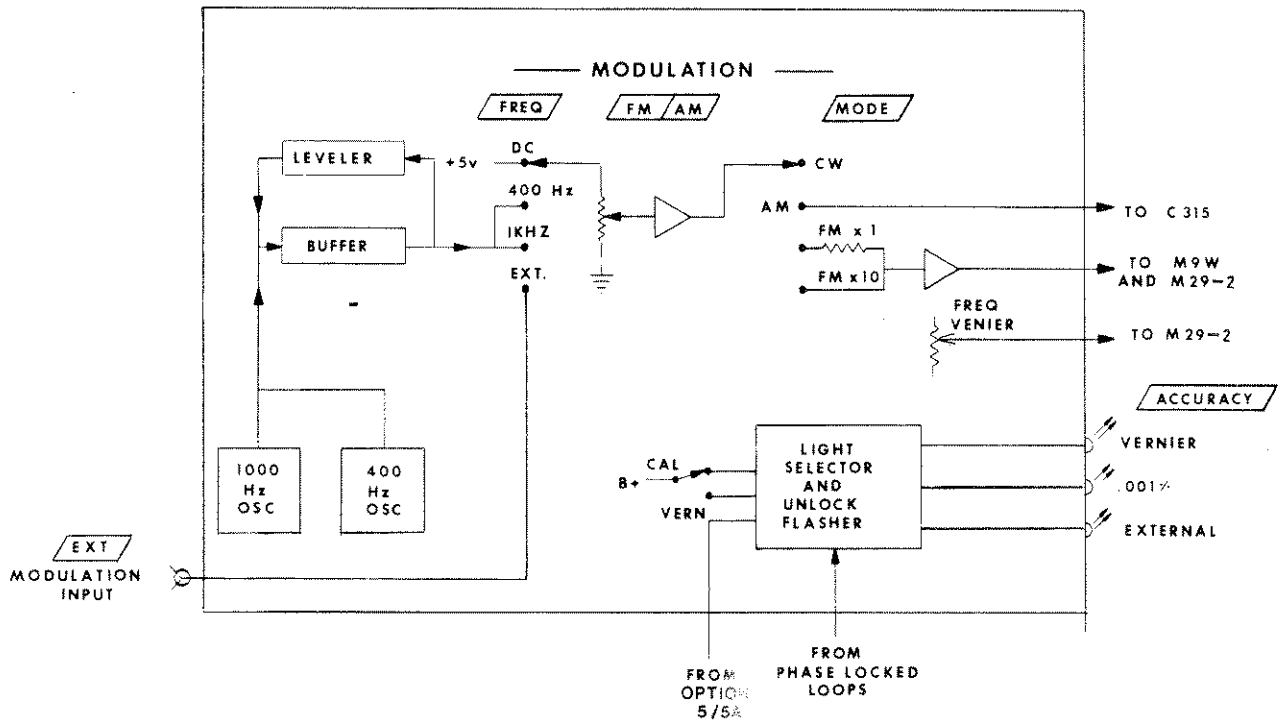 MODULATION
FREQ
FM / AM
MODE
LEVELER
+5v
DC
400 Hz
1KHZ
EXT.
BUFFER
CW
AM
TO C 315
FM x 1
FM x10
TO M9W
AND M29-2
FREQ
VENIER
TO M29-2
ACCURACY
1000
Hz
OSC
400
Hz
OSC
B+
CAL
VERN
LIGHT
SELECTOR
AND
UNLOCK
FLASHER
VERNIER
.001%
EXTERNAL
EXT
MODULATION
INPUT
FROM
OPTION
5/5A
FROM
PHASE LOCKED
LOOPS